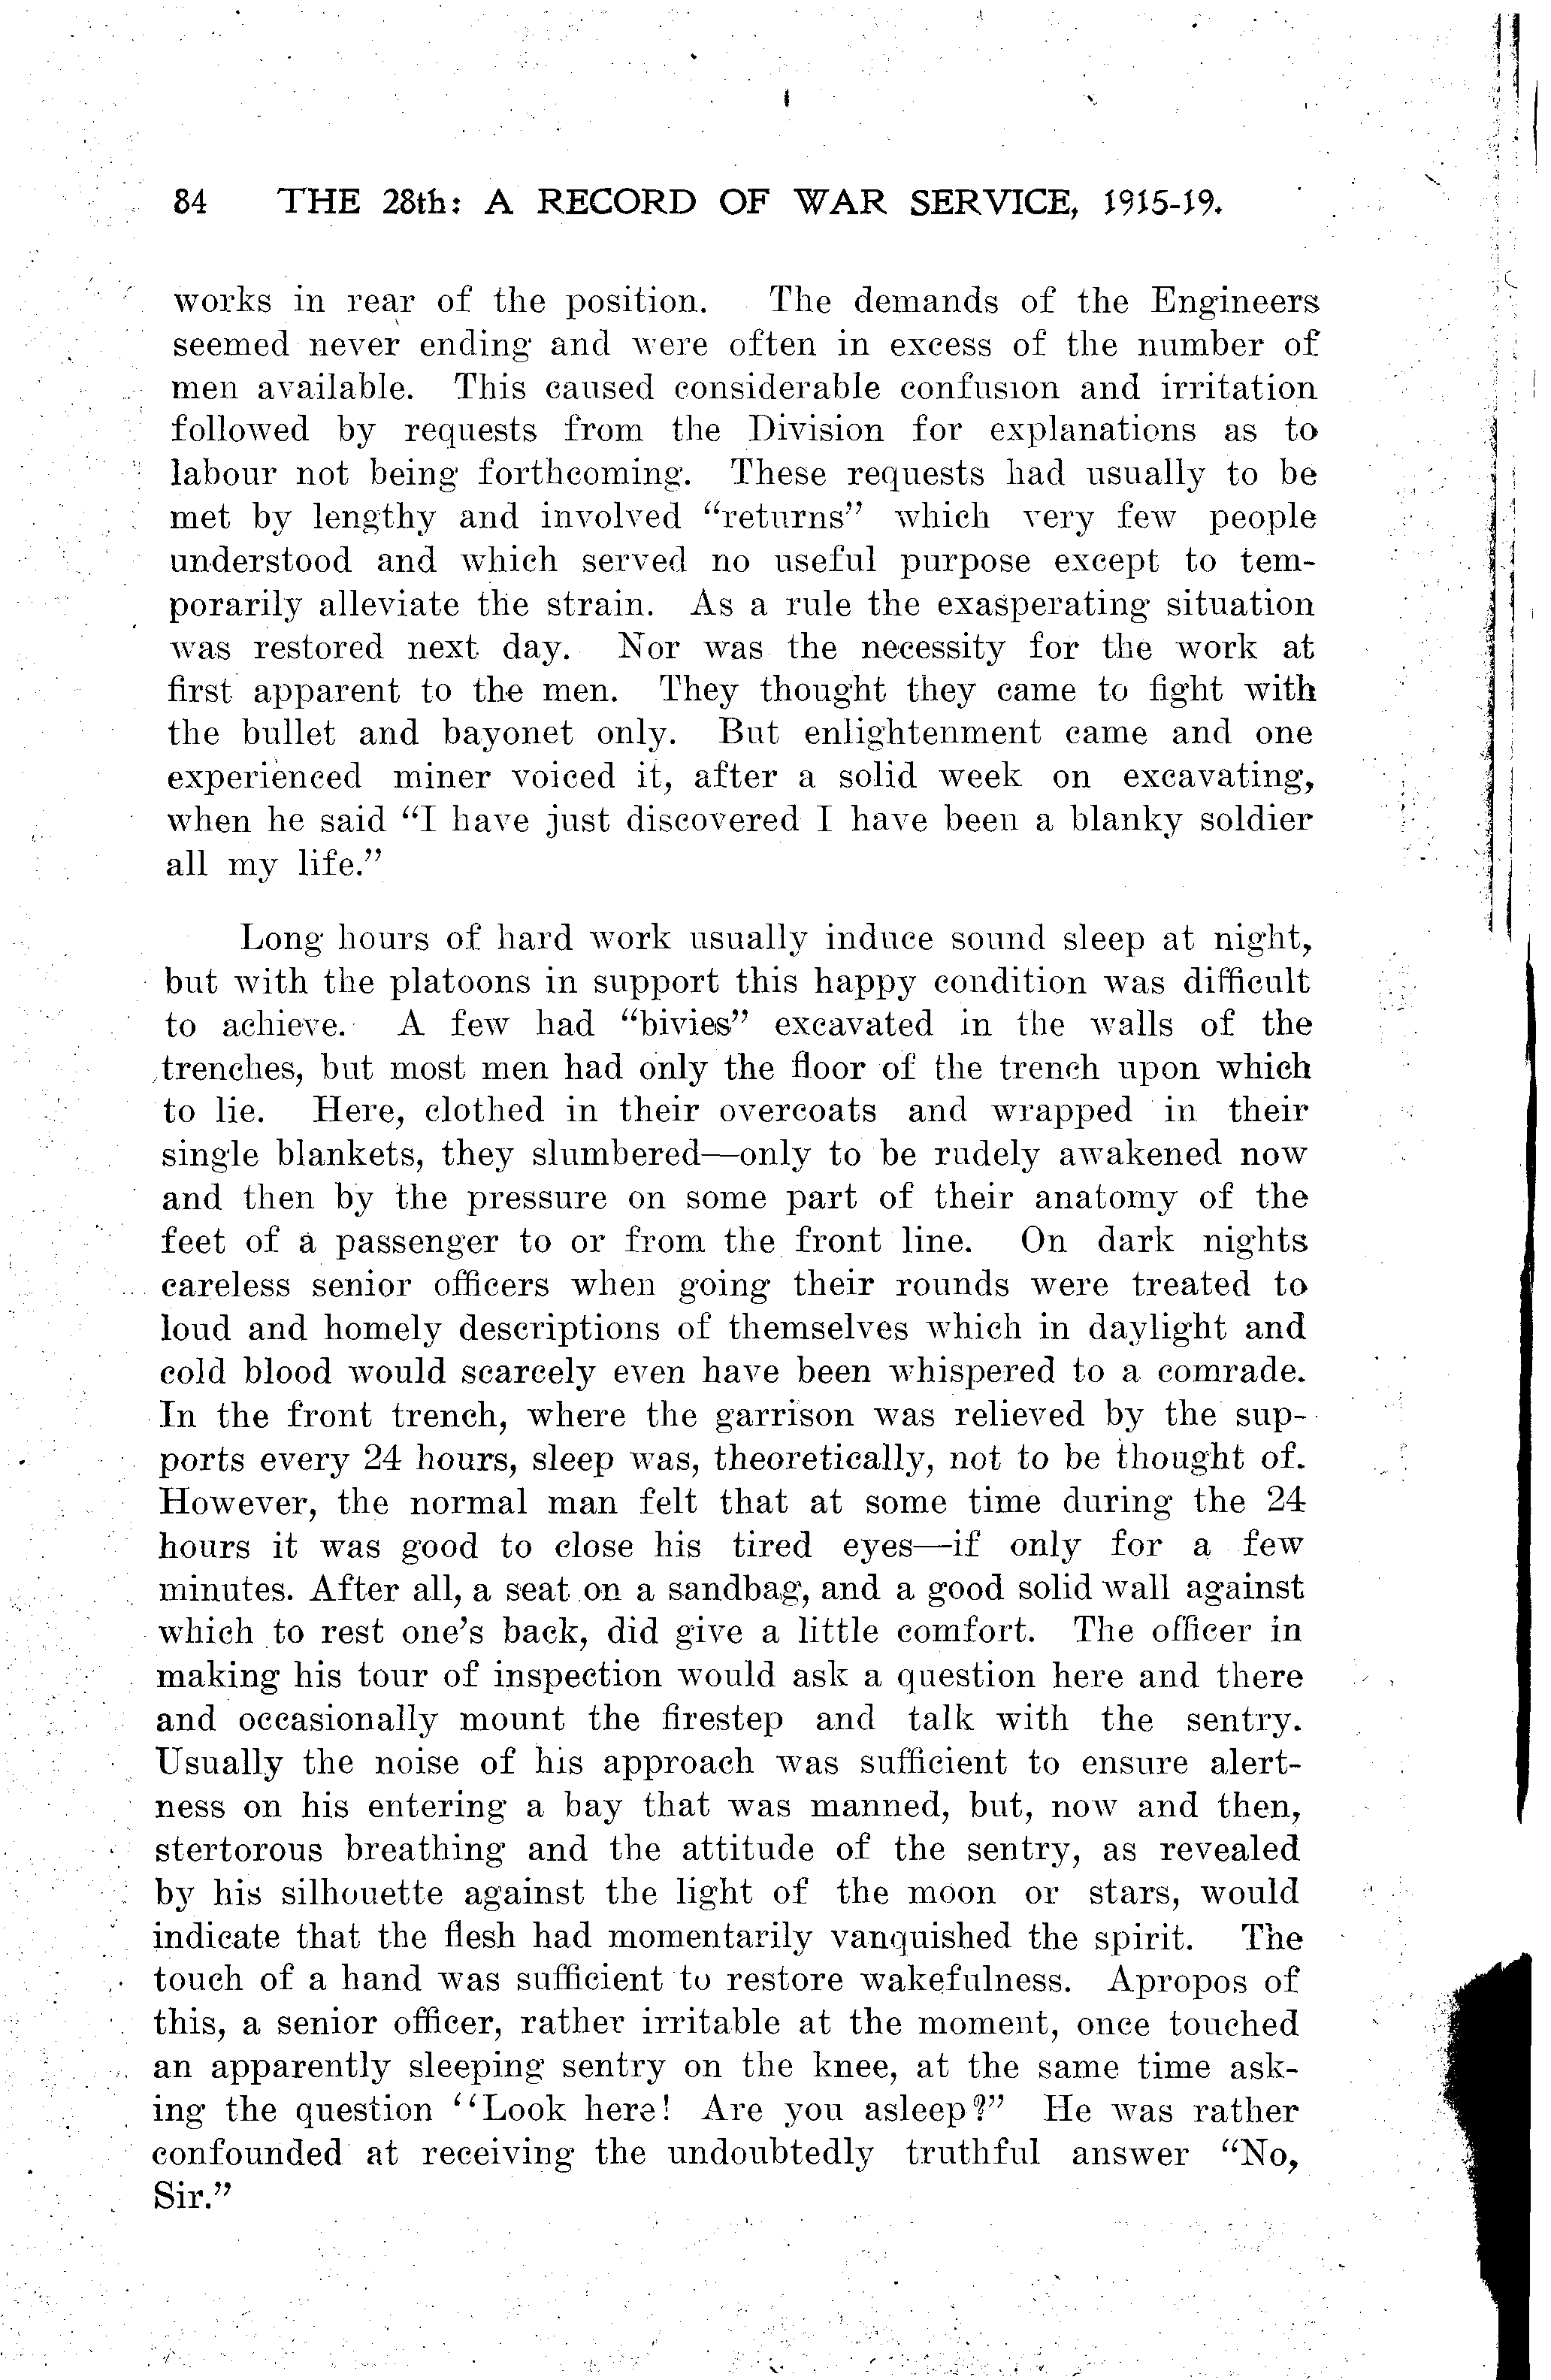 84 THE 28th: A RECORD OF WAR SERVICE, 1915-19.
works in rear of the position. The demands of the Engineers
seemed never ending and were often in excess of the number of
men available. This caused considerable confusion and irritation
followed by requests from the Division for explanations as to
labour not being forthcoming. These requests had usually to be
met by lengthy and involved “returns” which very few people
understood and which served no useful purpose except to tem-
porarily alleviate the strain. As a rule the exasperating situation
was restored next day. Nor was the necessity for the work at
first apparent to the men. They thought they came to fight with
the bullet and bayonet only. But enlightenment came and one
experienced miner voiced it, after a solid week on excavating,
when he said “I have just discovered I have been a blanky soldier
all my life.”
Long hours of hard work usually induce sound sleep at night,
but with the platoons in support this happy condition was difficult
to achieve. A few had “bivies” excavated in the walls of the
trenches, but most men had only the floor of the trench upon which
to lie. Here, clothed in their overcoats and wrapped in their
single blankets, they slumbered—only to be rudely awakened now
and then by the pressure on some part of their anatomy of the
feet of a passenger to or from the front line. On dark nights
careless senior officers when going their rounds were treated to
loud and homely descriptions of themselves which in daylight and
cold blood would scarcely even have been whispered to a comrade.
In the front trench, where the garrison was relieved by the sup-
ports every 24 hours, sleep was, theoretically, not to be thought of.
However, the normal man felt that at some time during the 24
hours it was good to close his tired eyes—if only for a few
minutes. After all, a seat on a sandbag, and a good solid wall against
which to rest one’s back, did give a little comfort. The officer in
making his tour of inspection would ask a question here and there
and occasionally mount the firestep and talk with the sentry.
Usually the noise of his approach was sufficient to ensure alert-
ness on his entering a bay that was manned, but, now and then,
stertorous breathing and the attitude of the sentry, as revealed
by his silhouette against the light of the moon or stars, would
indicate that the flesh had momentarily vanquished the spirit. The
touch of a hand was sufficient to restore wakefulness. Apropos of
this, a senior officer, rather irritable at the moment, once touched
an apparently sleeping sentry on the knee, at the same time ask-
ing the question ‘‘Look here! Are you asleep?” He was rather
confounded at receiving the undoubtedly truthful answer “No,
Sir.”